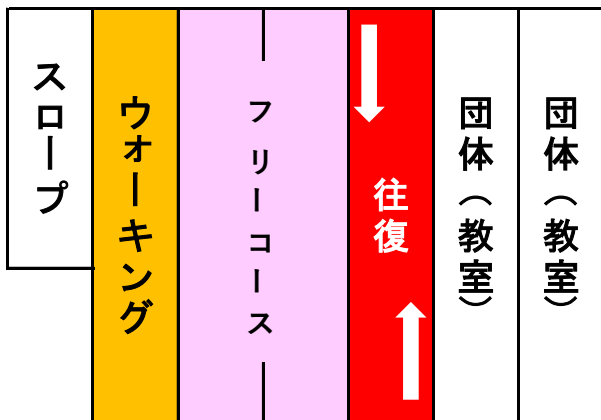 スロープ
ウォーキング
フリーコース
往復
団体（教室）
団体（教室）